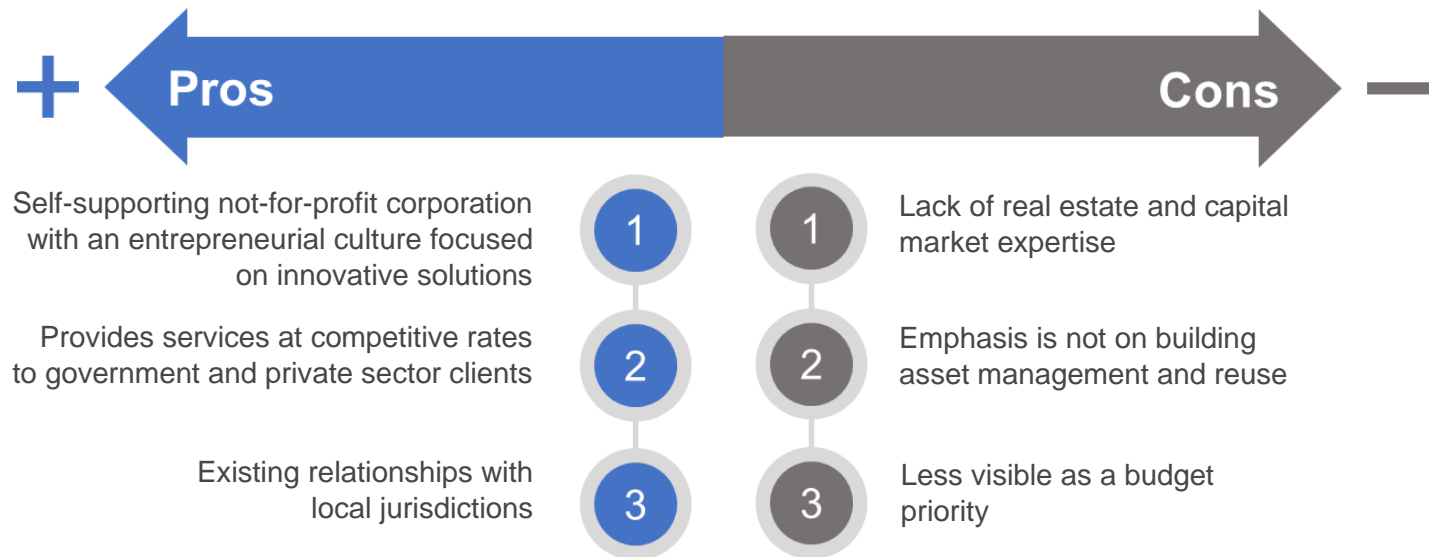 +
Pros
Cons
−
Self-supporting not-for-profit corporation
with an entrepreneurial culture focused
on innovative solutions
1
Provides services at competitive rates
to government and private sector clients
2
Existing relationships with
local jurisdictions
3
1
Lack of real estate and capital
market expertise
2
Emphasis is not on building
asset management and reuse
3
Less visible as a budget
priority